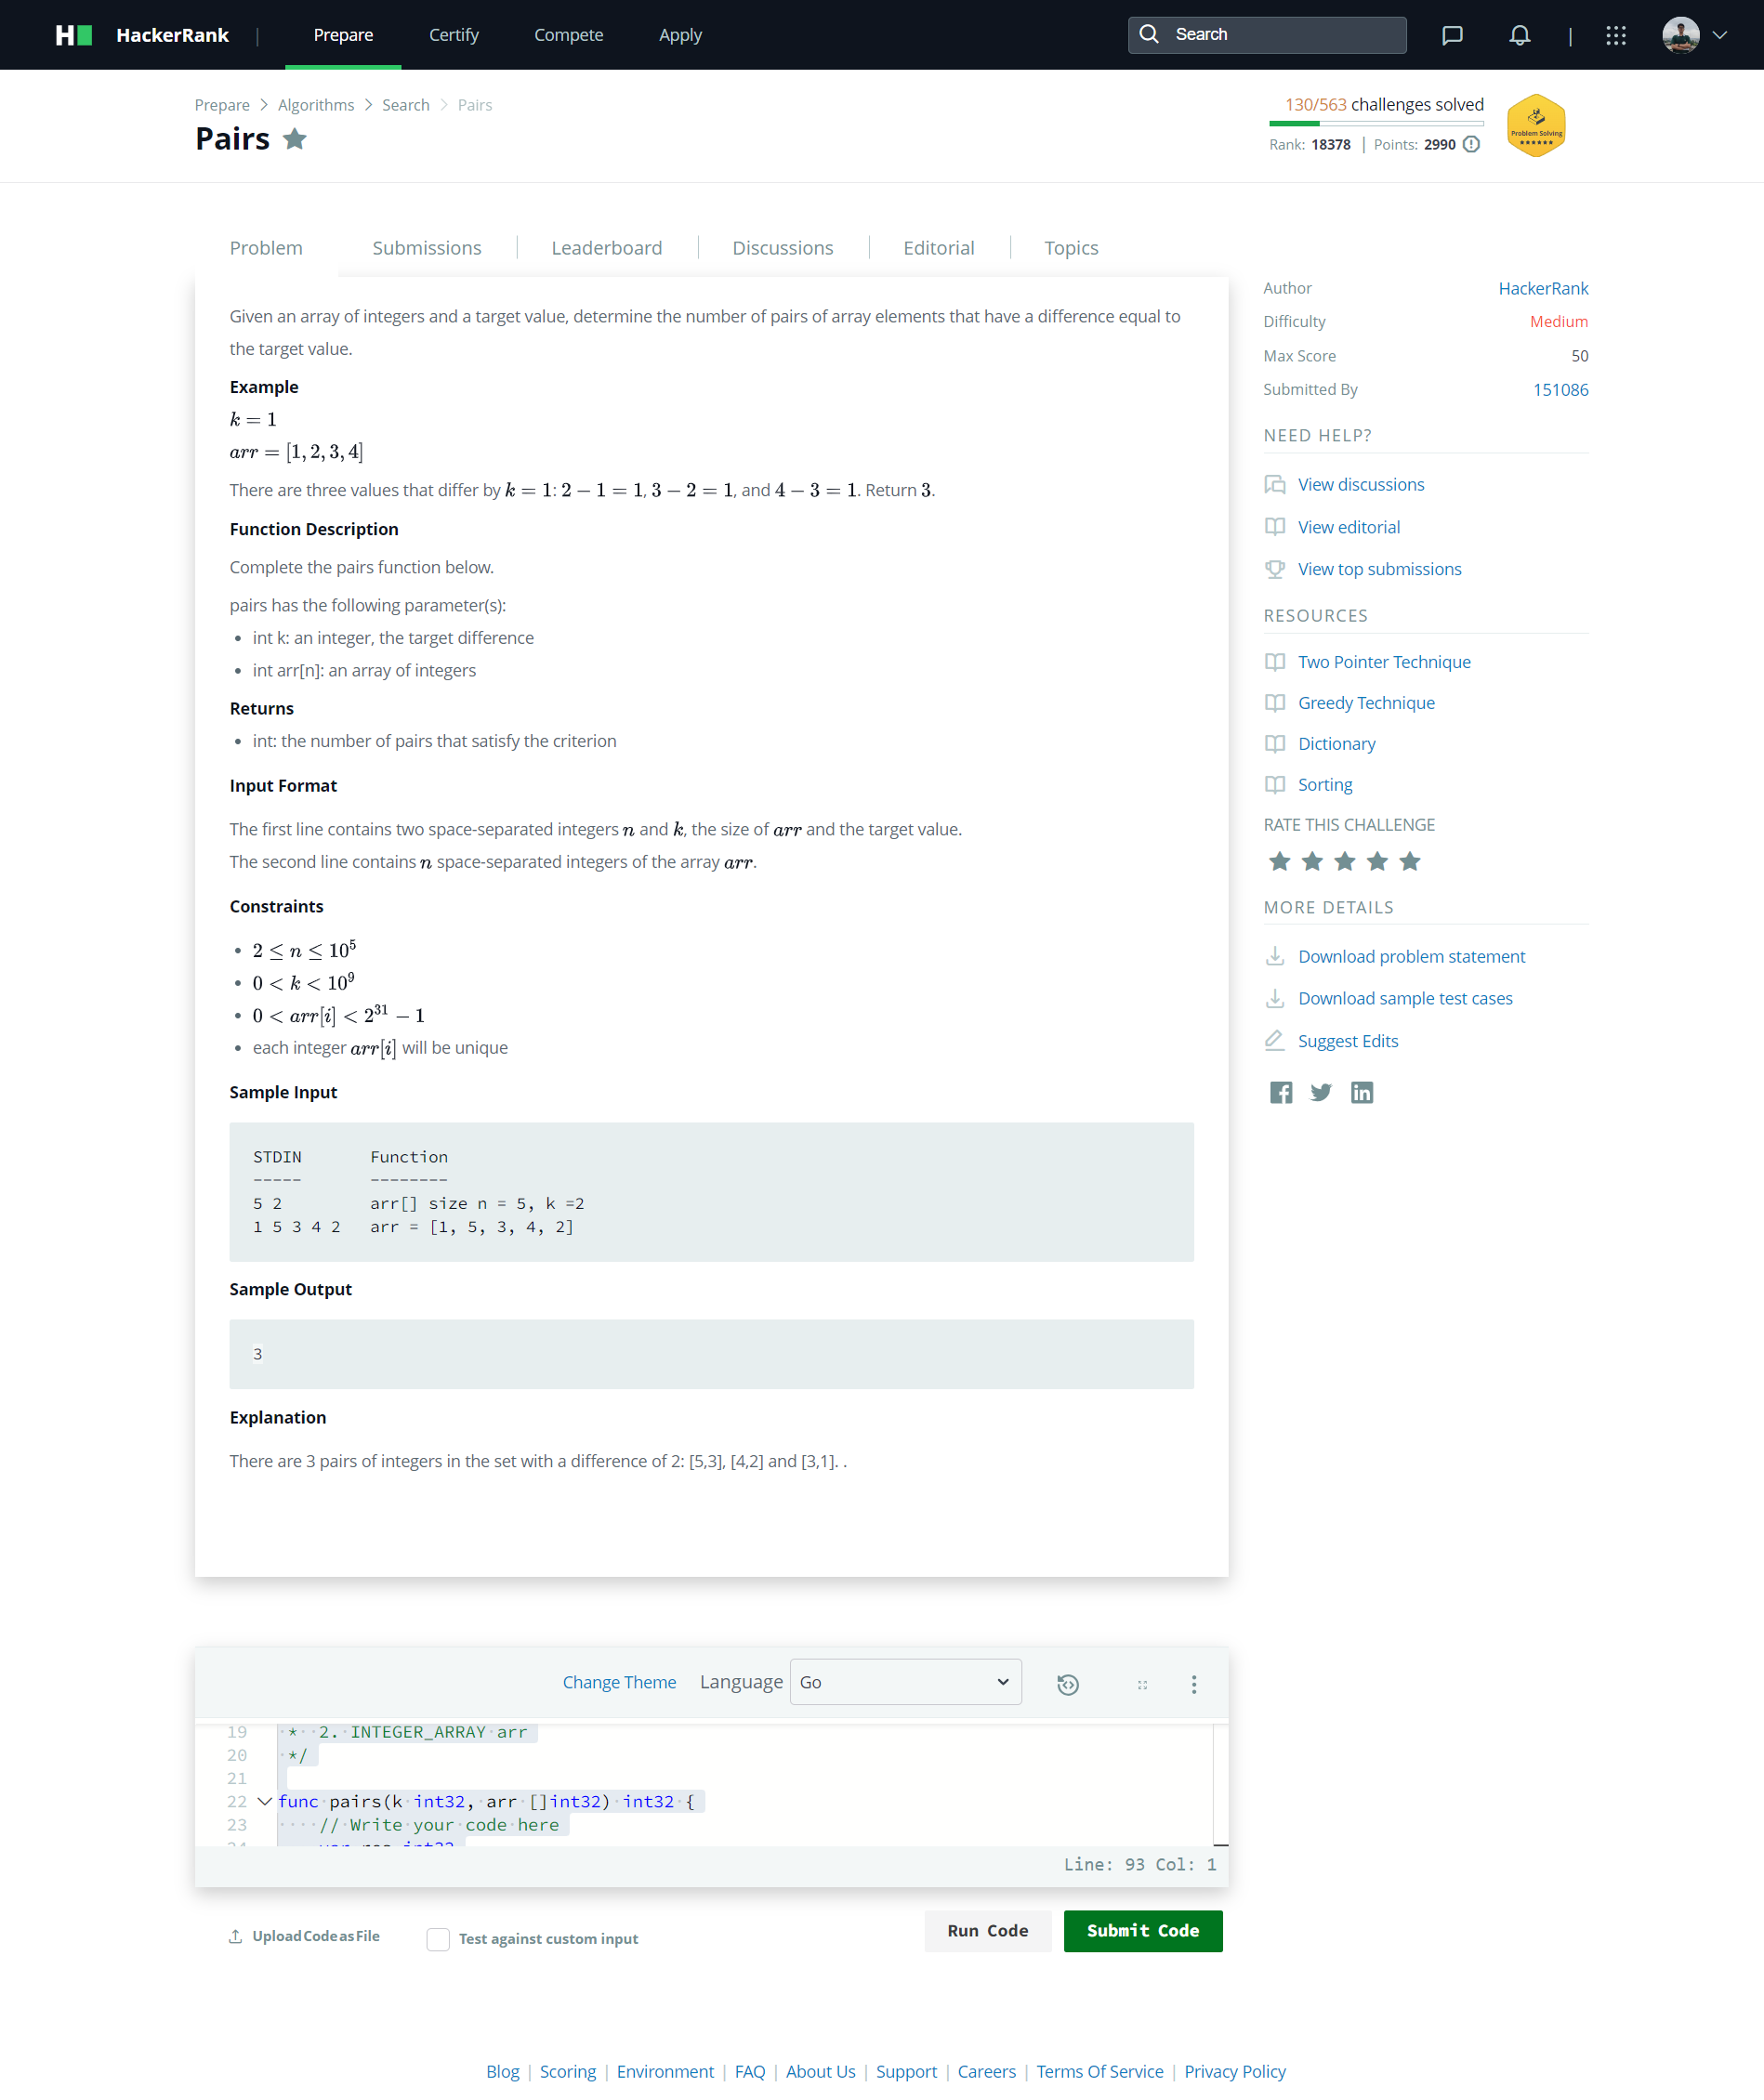 HackerRank
Prepare
Certify
Compete
Apply
Search
Prepare > Algorithms > Search > Pairs
Pairs
130/563 challenges solved
Rank: 18378 | Points: 2990
Problem Solving
Problem
Submissions
Leaderboard
Discussions
Editorial
Topics
Given an array of integers and a target value, determine the number of pairs of array elements that have a difference equal to
the target value.
Example
k = 1
arr = [1, 2, 3, 4]
There are three values that differ by k = 1: 2 − 1 = 1, 3 − 2 = 1, and 4 − 3 = 1. Return 3.
Function Description
Complete the pairs function below.
pairs has the following parameter(s):
• int k: an integer, the target difference
• int arr[n]: an array of integers
Returns
• int: the number of pairs that satisfy the criterion
Input Format
The first line contains two space-separated integers n and k, the size of arr and the target value.
The second line contains n space-separated integers of the array arr.
Constraints
• 2 ≤ n ≤ 10⁵
• 0 < k < 10⁹
• 0 < arr[i] < 2³¹ − 1
• each integer arr[i] will be unique
Sample Input
STDIN       Function
-----       --------
5 2         arr[] size n = 5, k =2
1 5 3 4 2   arr = [1, 5, 3, 4, 2]
Sample Output
3
Explanation
There are 3 pairs of integers in the set with a difference of 2: [5,3], [4,2] and [3,1]. .
Author HackerRank
Difficulty Medium
Max Score 50
Submitted By 151086
NEED HELP?
View discussions
View editorial
View top submissions
RESOURCES
Two Pointer Technique
Greedy Technique
Dictionary
Sorting
RATE THIS CHALLENGE
MORE DETAILS
Download problem statement
Download sample test cases
Suggest Edits
Change Theme Language Go
19 * 2. INTEGER_ARRAY arr
20 */
21
22 func pairs(k int32, arr []int32) int32 {
23 // Write your code here
Line: 93 Col: 1
Upload Code as File
Test against custom input
Run Code
Submit Code
Blog | Scoring | Environment | FAQ | About Us | Support | Careers | Terms Of Service | Privacy Policy